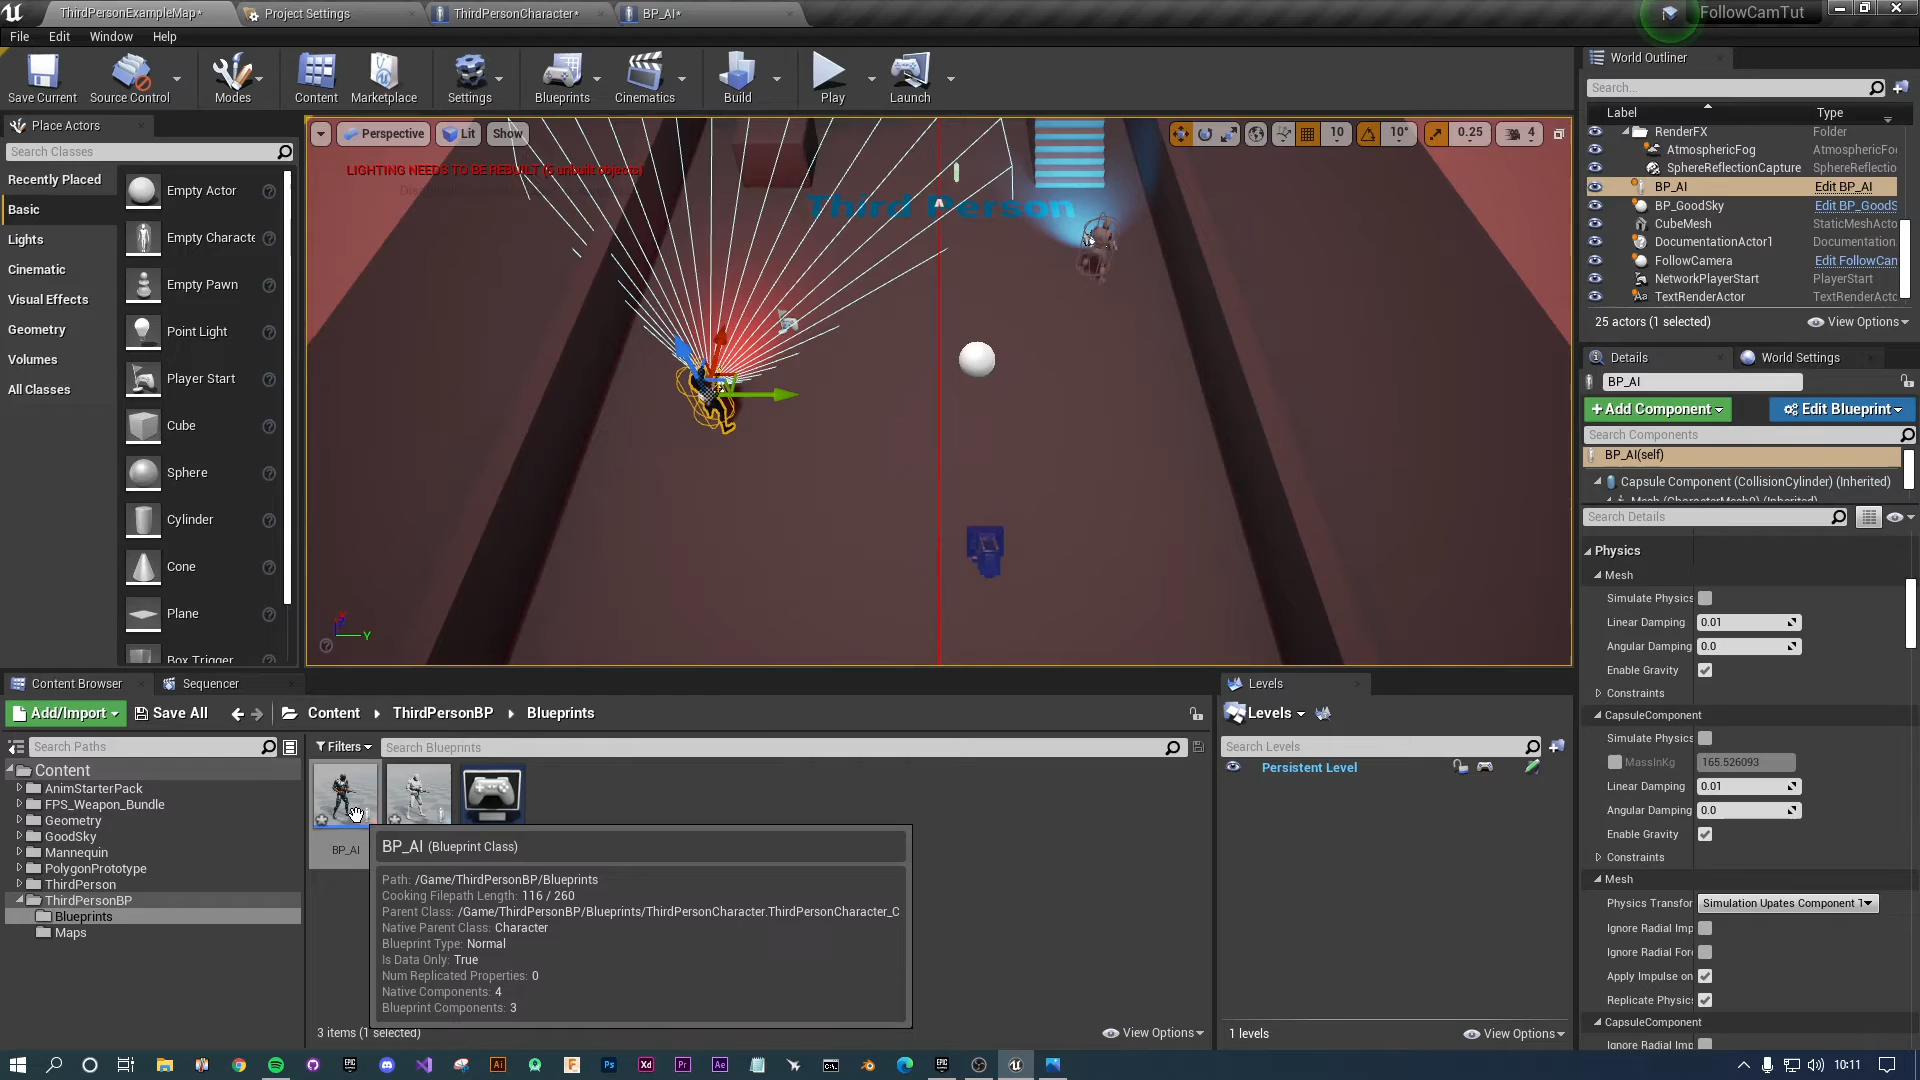 ThirdPersonExampleMap*
Project Settings
ThirdPersonCharacter*
BP_AI*
FollowCamTut
File
Edit
Window
Help
Save Current
Source Control
Modes
Content
Marketplace
Settings
Blueprints
Cinematics
Build
Play
Launch
Place Actors
Search Classes
Recently Placed
Basic
Lights
Cinematic
Visual Effects
Geometry
Volumes
All Classes
Empty Actor
Empty Characte
Empty Pawn
Point Light
Player Start
Cube
Sphere
Cylinder
Cone
Plane
Box Trigger
Perspective
Lit
Show
10
10°
0.25
4
LIGHTING NEEDS TO BE REBUILT (5 unbuilt objects)
Third Person
X
Y
World Outliner
Search...
Label
Type
RenderFX
Folder
AtmosphericFog
AtmosphericFo
SphereReflectionCapture
SphereReflectio
BP_AI
Edit BP_AI
BP_GoodSky
Edit BP_GoodS
CubeMesh
StaticMeshActo
DocumentationActor1
Documentation
FollowCamera
Edit FollowCan
NetworkPlayerStart
PlayerStart
TextRenderActor
TextRenderActo
25 actors (1 selected)
View Options
Details
World Settings
BP_AI
+Add Component
Edit Blueprint
Search Components
BP_AI(self)
Capsule Component (CollisionCylinder) (Inherited)
Mesh (CharacterMesh0) (Inherited)
Search Details
Physics
Mesh
Simulate Physics
Linear Damping
0.01
Angular Damping
0.0
Enable Gravity
Constraints
CapsuleComponent
Simulate Physics
MassInKg
165.526093
Linear Damping
0.01
Angular Damping
0.0
Enable Gravity
Constraints
Mesh
Physics Transfor
Simulation Upates Component T
Ignore Radial Imp
Ignore Radial For
Apply Impulse on
Replicate Physics
CapsuleComponent
Ignore Radial Imp
Content Browser
Sequencer
Add/Import
Save All
Content
ThirdPersonBP
Blueprints
Search Paths
Filters
Search Blueprints
Content
AnimStarterPack
FPS_Weapon_Bundle
Geometry
GoodSky
Mannequin
PolygonPrototype
ThirdPerson
ThirdPersonBP
Blueprints
Maps
BP_AI
BP_AI (Blueprint Class)
Path: /Game/ThirdPersonBP/Blueprints
Cooking Filepath Length: 116 / 260
Parent Class: /Game/ThirdPersonBP/Blueprints/ThirdPersonCharacter.ThirdPersonCharacter_C
Native Parent Class: Character
Blueprint Type: Normal
Is Data Only: True
Num Replicated Properties: 0
Native Components: 4
Blueprint Components: 3
3 items (1 selected)
View Options
Levels
Levels
Search Levels
Persistent Level
1 levels
View Options
10:11